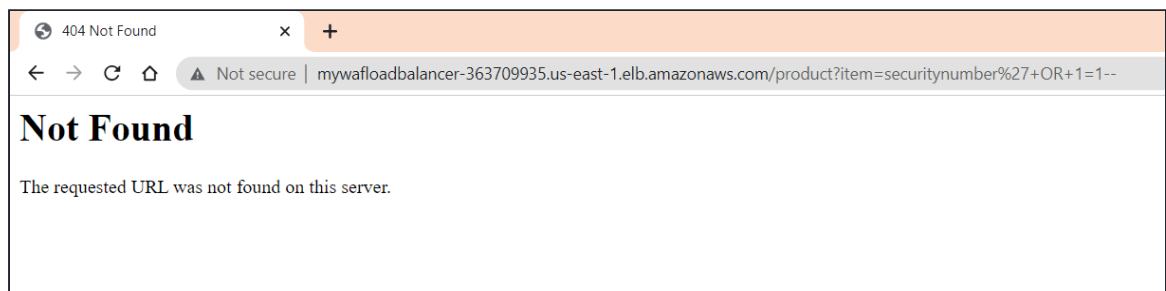 404 Not Found
Not secure | mywafloadbalancer-363709935.us-east-1.elb.amazonaws.com/product?item=securitynumber%27+OR+1=1--
Not Found
The requested URL was not found on this server.